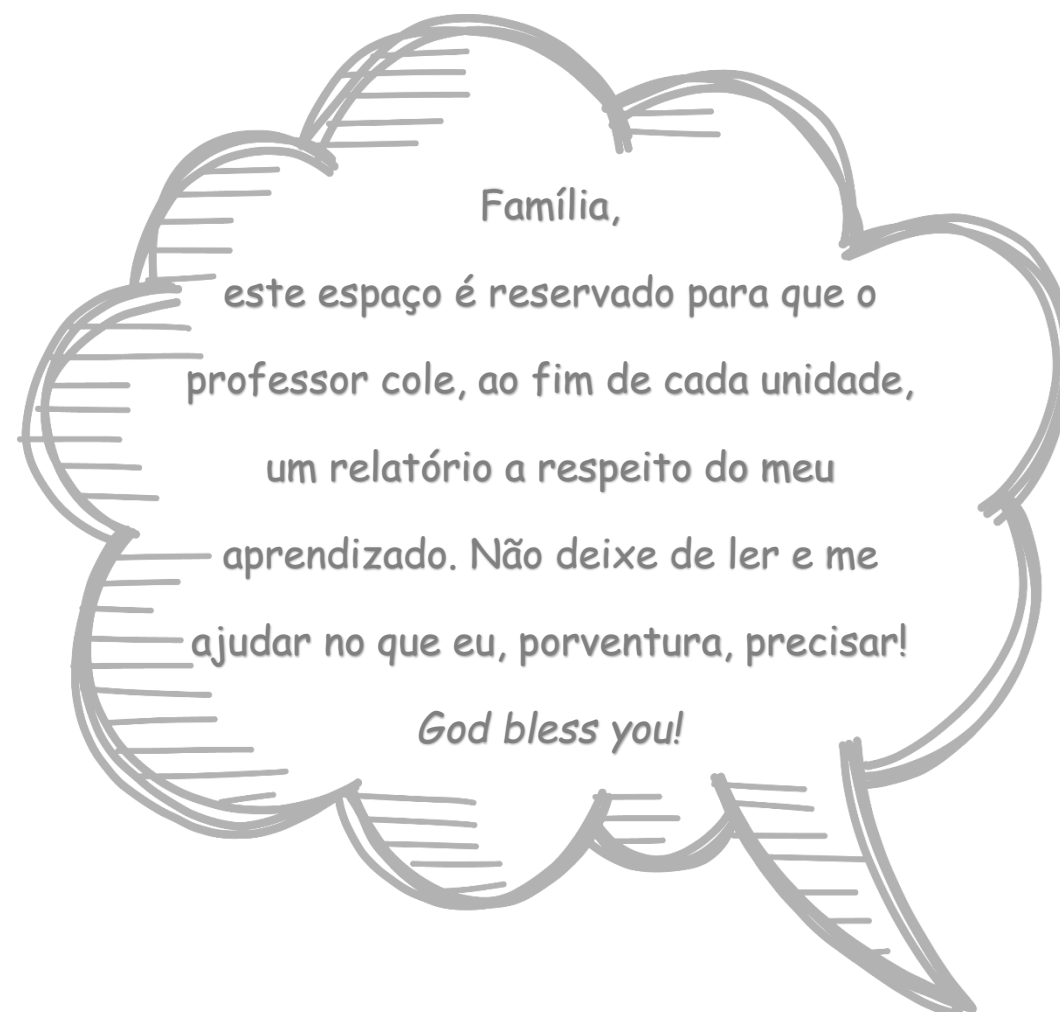 Família,
este espaço é reservado para que o
professor cole, ao fim de cada unidade,
um relatório a respeito do meu
aprendizado. Não deixe de ler e me
ajudar no que eu, porventura, precisar!
God bless you!